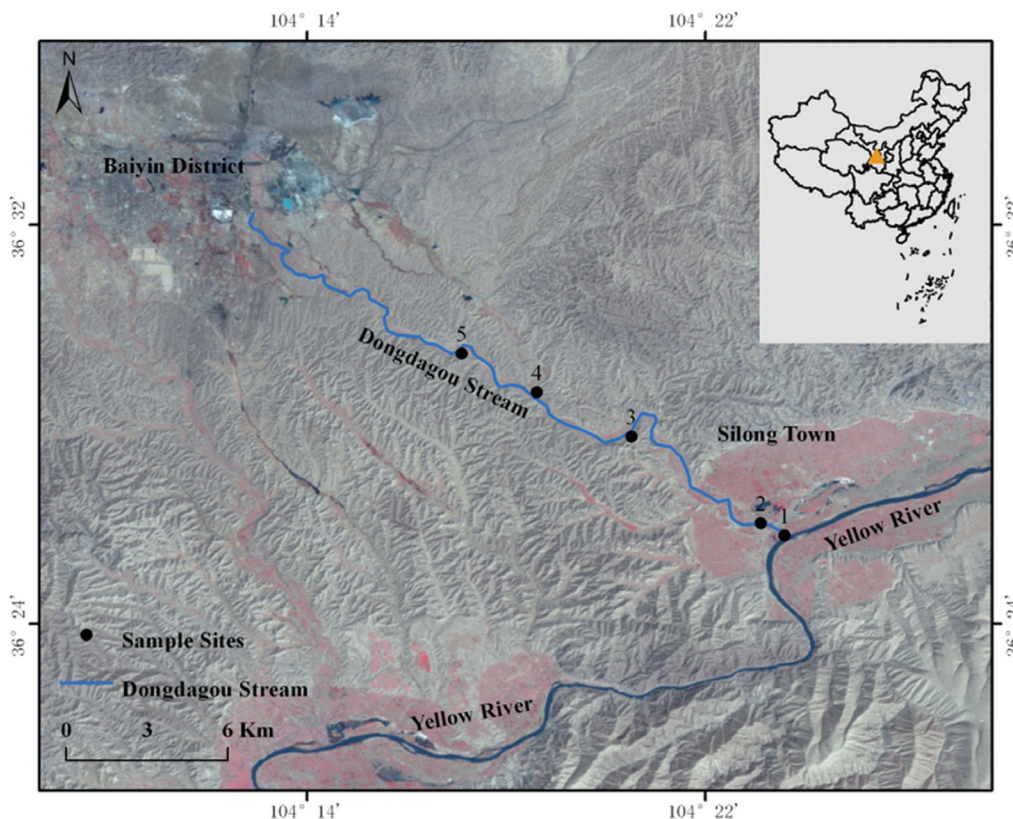 104° 14′ 104° 22′
N
Baiyin District
36° 32′ 36° 32′
5
Dongdagou Stream
4
3
Silong Town
2 1
Yellow River
36° 24′ 36° 24′
Sample Sites
Dongdagou Stream
Yellow River
0 3 6 Km
104° 14′ 104° 22′